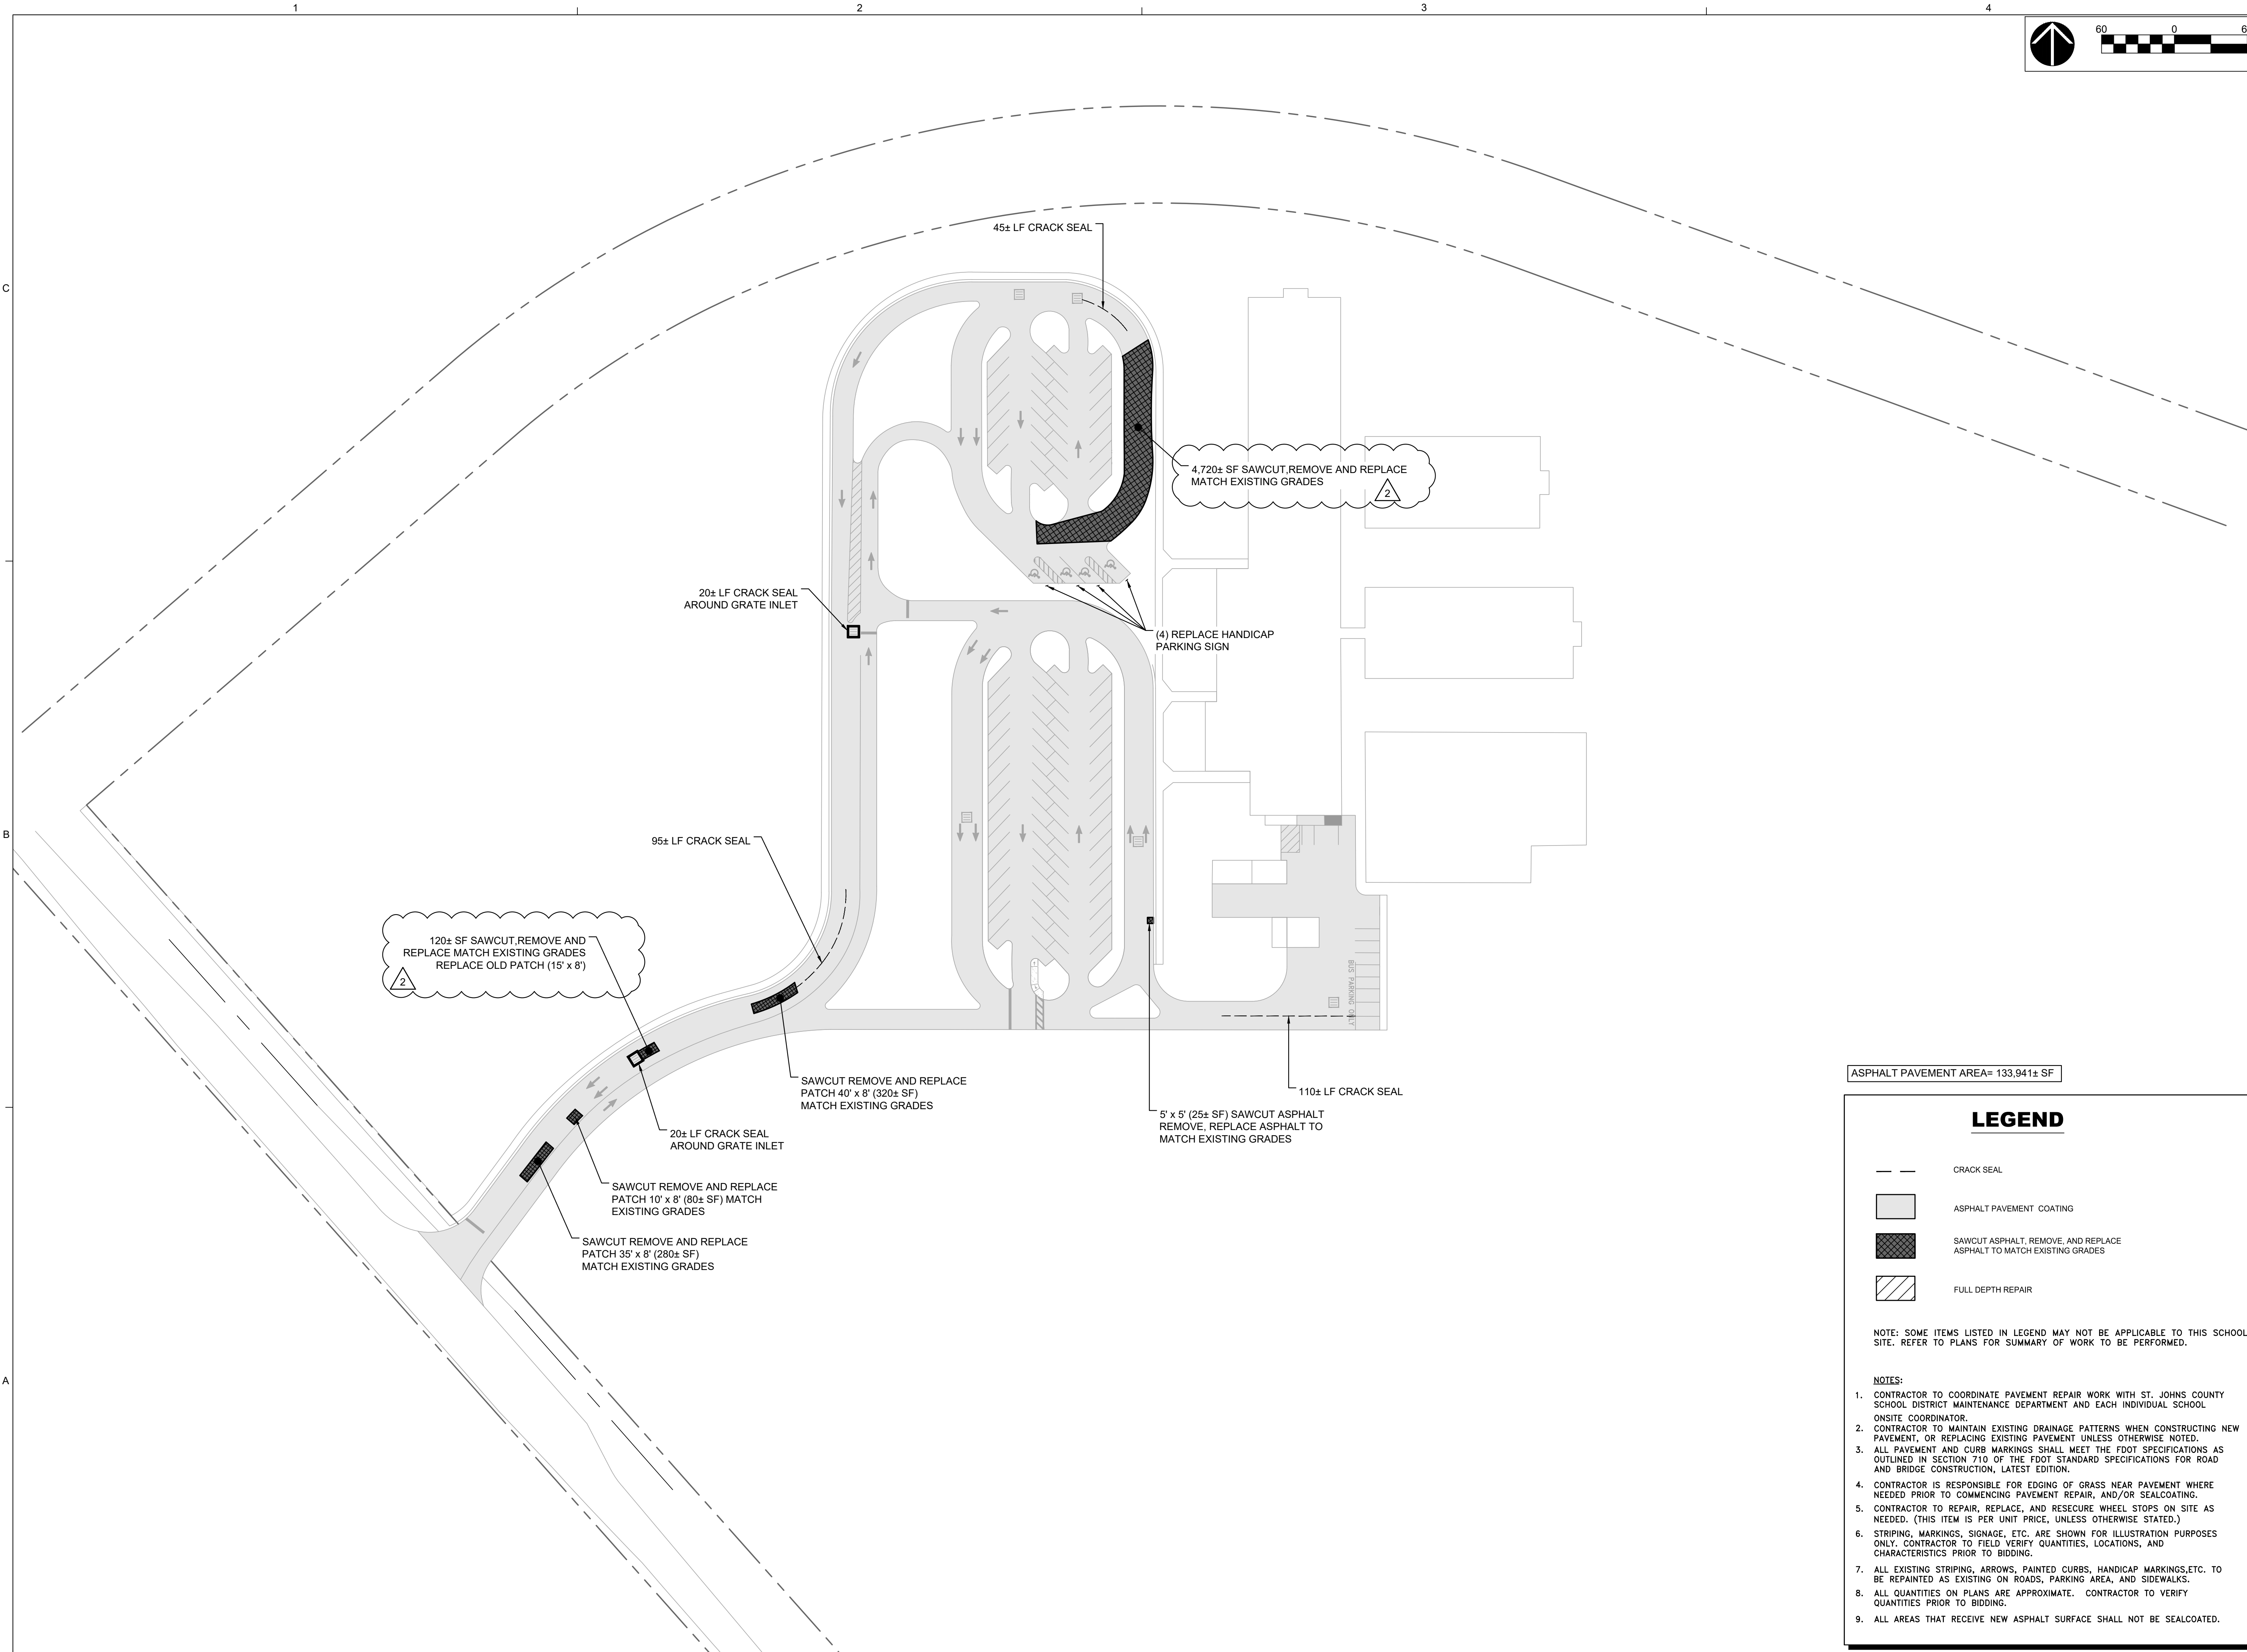 1 2 3 4
60 0 6
C
B
A
45± LF CRACK SEAL
4,720± SF SAWCUT,REMOVE AND REPLACE
MATCH EXISTING GRADES
2
20± LF CRACK SEAL
AROUND GRATE INLET
(4) REPLACE HANDICAP
PARKING SIGN
95± LF CRACK SEAL
120± SF SAWCUT,REMOVE AND
REPLACE MATCH EXISTING GRADES
REPLACE OLD PATCH (15' x 8')
2
BUS PARKING ONLY
SAWCUT REMOVE AND REPLACE
PATCH 40' x 8' (320± SF)
MATCH EXISTING GRADES
110± LF CRACK SEAL
5' x 5' (25± SF) SAWCUT ASPHALT
REMOVE, REPLACE ASPHALT TO
MATCH EXISTING GRADES
20± LF CRACK SEAL
AROUND GRATE INLET
SAWCUT REMOVE AND REPLACE
PATCH 10' x 8' (80± SF) MATCH
EXISTING GRADES
SAWCUT REMOVE AND REPLACE
PATCH 35' x 8' (280± SF)
MATCH EXISTING GRADES
ASPHALT PAVEMENT AREA= 133,941± SF
LEGEND
CRACK SEAL
ASPHALT PAVEMENT COATING
SAWCUT ASPHALT, REMOVE, AND REPLACE
ASPHALT TO MATCH EXISTING GRADES
FULL DEPTH REPAIR
NOTE: SOME ITEMS LISTED IN LEGEND MAY NOT BE APPLICABLE TO THIS SCHOOL
SITE. REFER TO PLANS FOR SUMMARY OF WORK TO BE PERFORMED.
NOTES:
1. CONTRACTOR TO COORDINATE PAVEMENT REPAIR WORK WITH ST. JOHNS COUNTY
SCHOOL DISTRICT MAINTENANCE DEPARTMENT AND EACH INDIVIDUAL SCHOOL
ONSITE COORDINATOR.
2. CONTRACTOR TO MAINTAIN EXISTING DRAINAGE PATTERNS WHEN CONSTRUCTING NEW
PAVEMENT, OR REPLACING EXISTING PAVEMENT UNLESS OTHERWISE NOTED.
3. ALL PAVEMENT AND CURB MARKINGS SHALL MEET THE FDOT SPECIFICATIONS AS
OUTLINED IN SECTION 710 OF THE FDOT STANDARD SPECIFICATIONS FOR ROAD
AND BRIDGE CONSTRUCTION, LATEST EDITION.
4. CONTRACTOR IS RESPONSIBLE FOR EDGING OF GRASS NEAR PAVEMENT WHERE
NEEDED PRIOR TO COMMENCING PAVEMENT REPAIR, AND/OR SEALCOATING.
5. CONTRACTOR TO REPAIR, REPLACE, AND RESECURE WHEEL STOPS ON SITE AS
NEEDED. (THIS ITEM IS PER UNIT PRICE, UNLESS OTHERWISE STATED.)
6. STRIPING, MARKINGS, SIGNAGE, ETC. ARE SHOWN FOR ILLUSTRATION PURPOSES
ONLY. CONTRACTOR TO FIELD VERIFY QUANTITIES, LOCATIONS, AND
CHARACTERISTICS PRIOR TO BIDDING.
7. ALL EXISTING STRIPING, ARROWS, PAINTED CURBS, HANDICAP MARKINGS,ETC. TO
BE REPAINTED AS EXISTING ON ROADS, PARKING AREA, AND SIDEWALKS.
8. ALL QUANTITIES ON PLANS ARE APPROXIMATE. CONTRACTOR TO VERIFY
QUANTITIES PRIOR TO BIDDING.
9. ALL AREAS THAT RECEIVE NEW ASPHALT SURFACE SHALL NOT BE SEALCOATED.